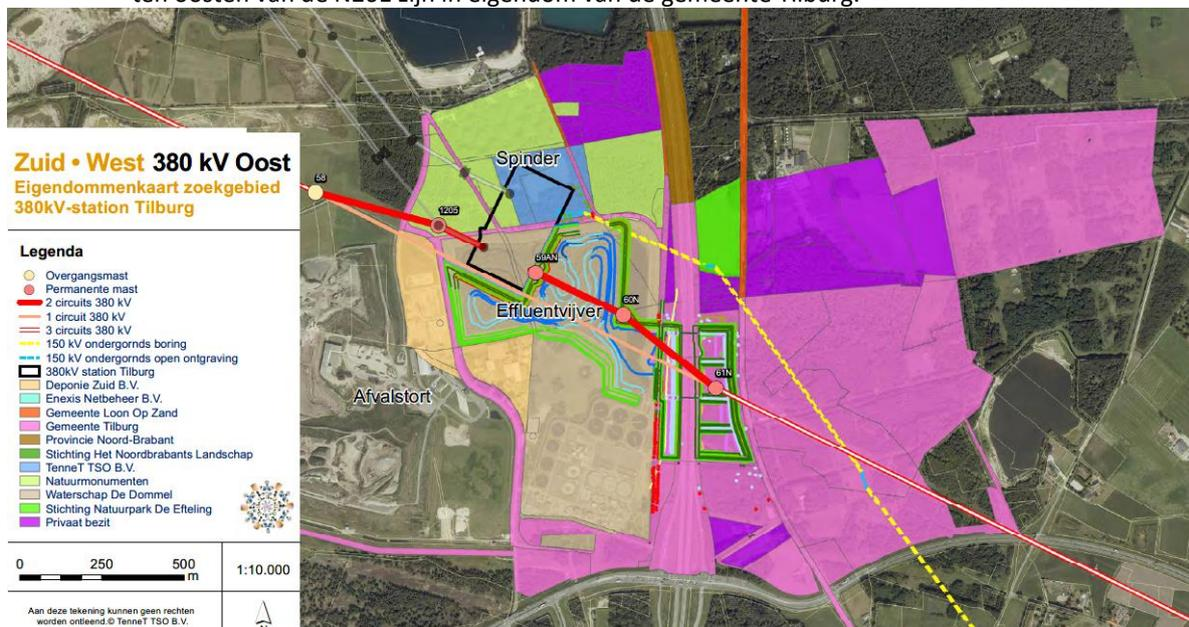 ten oosten van de N261 zijn in eigendom van de gemeente Tilburg.
Zuid • West 380 kV Oost
Eigendommenkaart zoekgebied
380kV-station Tilburg
Legenda
Overgangsmast
Permanente mast
2 circuits 380 kV
1 circuit 380 kV
3 circuits 380 kV
150 kV ondergornds boring
150 kV ondergornds open ontgraving
380kV station Tilburg
Deponie Zuid B.V.
Enexis Netbeheer B.V.
Gemeente Loon Op Zand
Gemeente Tilburg
Provincie Noord-Brabant
Stichting Het Noordbrabants Landschap
TenneT TSO B.V.
Natuurmonumenten
Waterschap De Dommel
Stichting Natuurpark De Efteling
Privaat bezit
0 250 500
m
1:10.000
Aan deze tekening kunnen geen rechten
worden ontleend.© TenneT TSO B.V.
Spinder
58
1205
59AN
Effluentvijver
60N
61N
Afvalstort